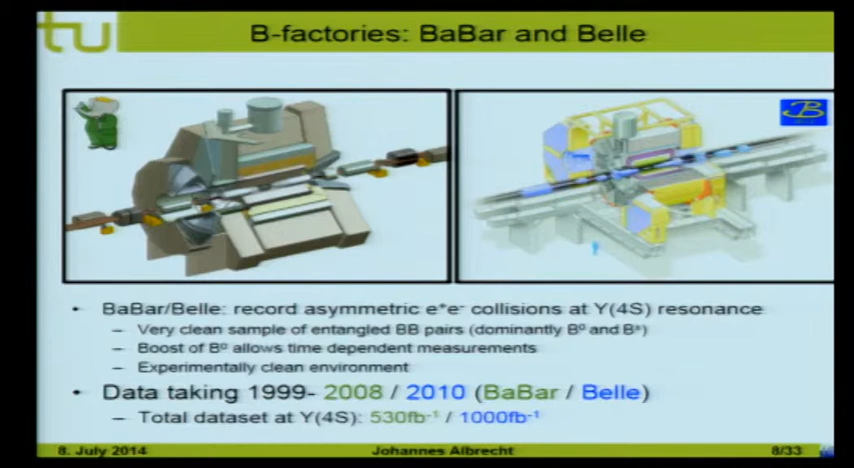 tu
B-factories: BaBar and Belle
B
• BaBar/Belle: record asymmetric e⁺e⁻ collisions at Y(4S) resonance
– Very clean sample of entangled BB pairs (dominantly B⁰ and B±)
– Boost of B⁰ allows time dependent measurements
– Experimentally clean environment
• Data taking 1999- 2008 / 2010 (BaBar / Belle)
– Total dataset at Y(4S): 530fb⁻¹ / 1000fb⁻¹
8. July 2014 Johannes Albrecht 8/33